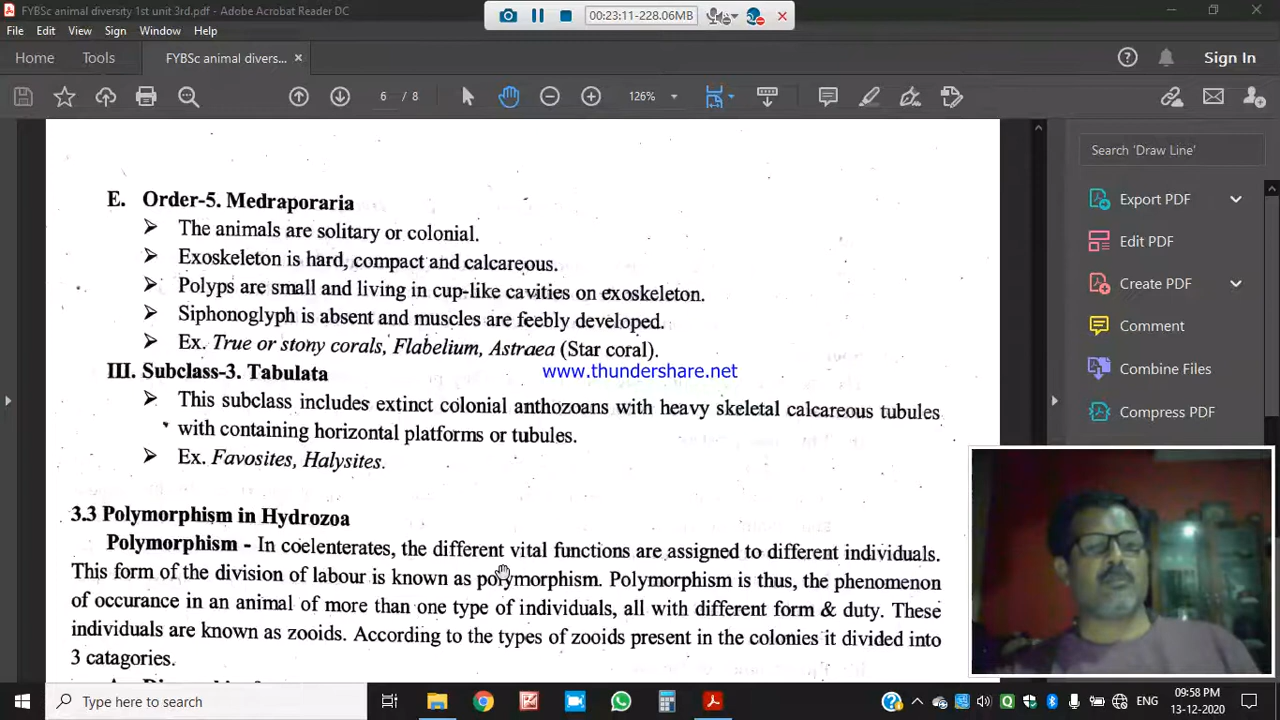 FYBSc animal diversity 1st unit 3rd.pdf - Adobe Acrobat Reader DC
00:23:11-228.06MB
File Edit View Sign Window Help
Home Tools FYBSc animal divers... × Sign In
6 / 8 126%
E. Order-5. Medraporaria
The animals are solitary or colonial.
Exoskeleton is hard, compact and calcareous.
Polyps are small and living in cup-like cavities on exoskeleton.
Siphonoglyph is absent and muscles are feebly developed.
Ex. True or stony corals, Flabelium, Astraea (Star coral).
www.thundershare.net
III. Subclass-3. Tabulata
This subclass includes extinct colonial anthozoans with heavy skeletal calcareous tubules
with containing horizontal platforms or tubules.
Ex. Favosites, Halysites.
3.3 Polymorphism in Hydrozoa
Polymorphism - In coelenterates, the different vital functions are assigned to different individuals.
This form of the division of labour is known as polymorphism. Polymorphism is thus, the phenomenon
of occurance in an animal of more than one type of individuals, all with different form & duty. These
individuals are known as zooids. According to the types of zooids present in the colonies it divided into
3 catagories.
Search 'Draw Line'
Export PDF
Edit PDF
Create PDF
Comment
Combine Files
Compress PDF
Type here to search
ENG
09:58 PM
13-12-2020